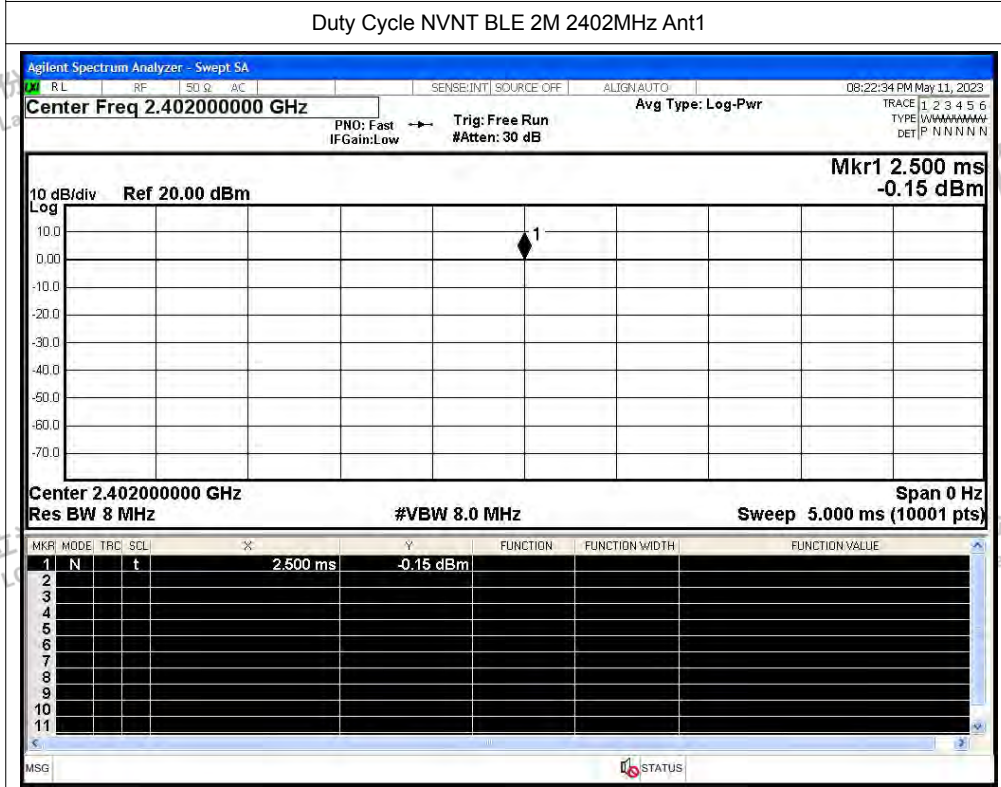 Duty Cycle NVNT BLE 2M 2402MHz Ant1
Agilent Spectrum Analyzer - Swept SA
RL RF 50 Ω AC SENSE:INT SOURCE OFF ALIGN AUTO 08:22:34 PM May 11, 2023
Center Freq 2.402000000 GHz Avg Type: Log-Pwr TRACE 1 2 3 4 5 6
PNO: Fast Trig: Free Run TYPE
IFGain:Low #Atten: 30 dB DET P N N N N N
Mkr1 2.500 ms
10 dB/div Ref 20.00 dBm -0.15 dBm
Log
10.0
1
0.00
-10.0
-20.0
-30.0
-40.0
-50.0
-60.0
-70.0
Center 2.402000000 GHz Span 0 Hz
Res BW 8 MHz #VBW 8.0 MHz Sweep 5.000 ms (10001 pts)
MKR MODE TRC SCL X Y FUNCTION FUNCTION WIDTH FUNCTION VALUE
1 N t 2.500 ms -0.15 dBm
2
3
4
5
6
7
8
9
10
11
MSG STATUS